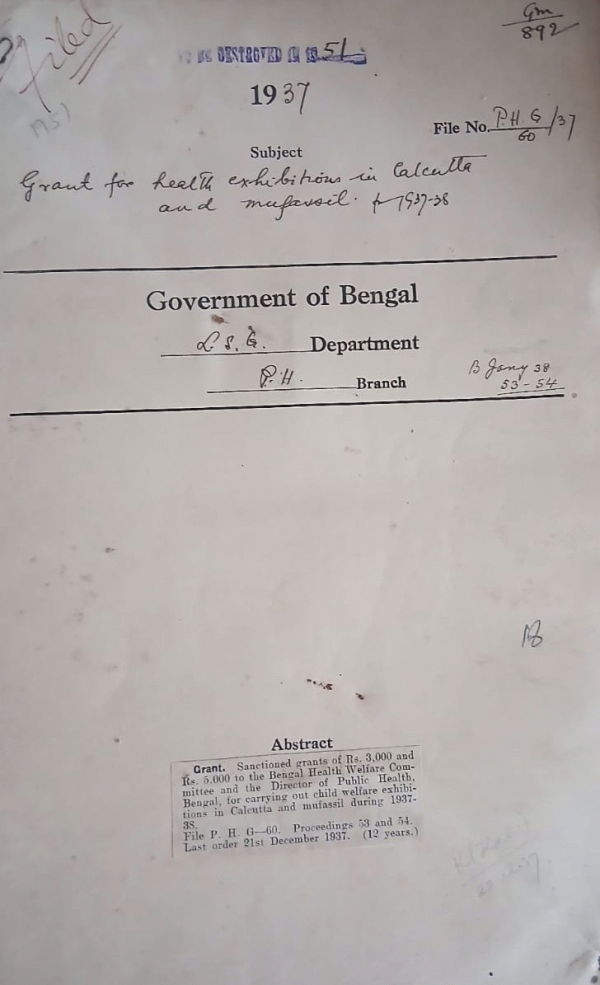 Filed
Gm
892
TO BE DESTROYED IN 1951
1951
1937
File No. P.H. G/60 /37
Subject
Grant for health exhibitions in Calcutta
and mufassil for 1937-38
Government of Bengal
L. S. G. Department
P.H. Branch
B Jany 38
53 - 54
Abstract
Grant. Sanctioned grants of Rs. 3,000 and
Rs. 5,000 to the Bengal Health Welfare Com-
mittee and the Director of Public Health,
Bengal, for carrying out child welfare exhibi-
tions in Calcutta and mufassil during 1937-
38.
File P. H. G—60. Proceedings 53 and 54.
Last order 21st December 1937. (12 years.)